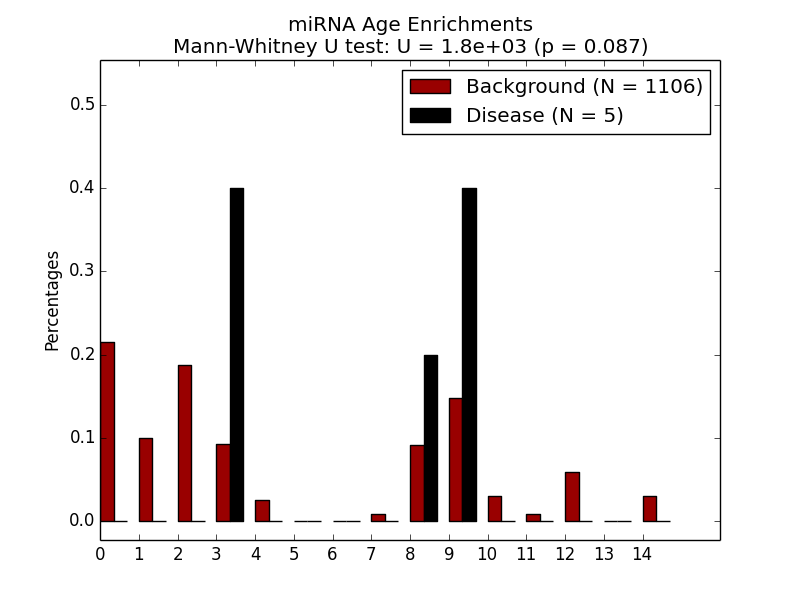 miRNA Age Enrichments
Mann-Whitney U test: U = 1.8e+03 (p = 0.087)
Background (N = 1106)
Disease (N = 5)
Percentages
0.5
0.4
0.3
0.2
0.1
0.0
0 1 2 3 4 5 6 7 8 9 10 11 12 13 14